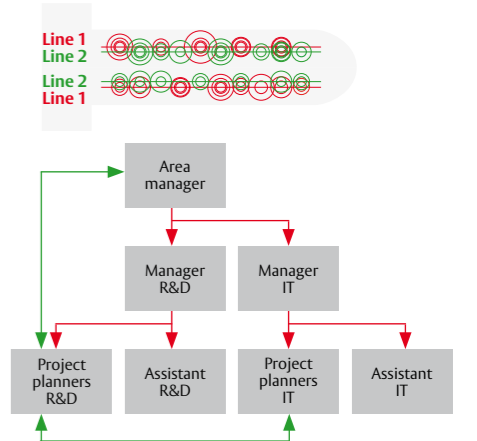 Line 1
Line 2
Line 2
Line 1
Area
manager
Manager
R&D
Manager
IT
Project
planners
R&D
Assistant
R&D
Project
planners
IT
Assistant
IT